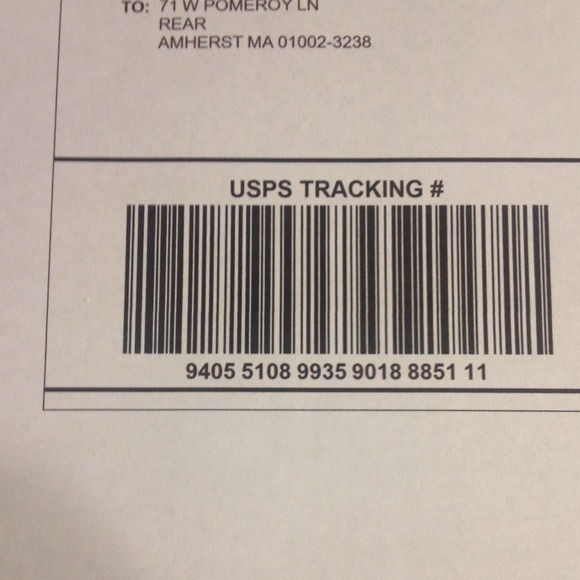 TO: 71 W POMEROY LN
REAR
AMHERST MA 01002-3238
USPS TRACKING #
9405 5108 9935 9018 8851 11